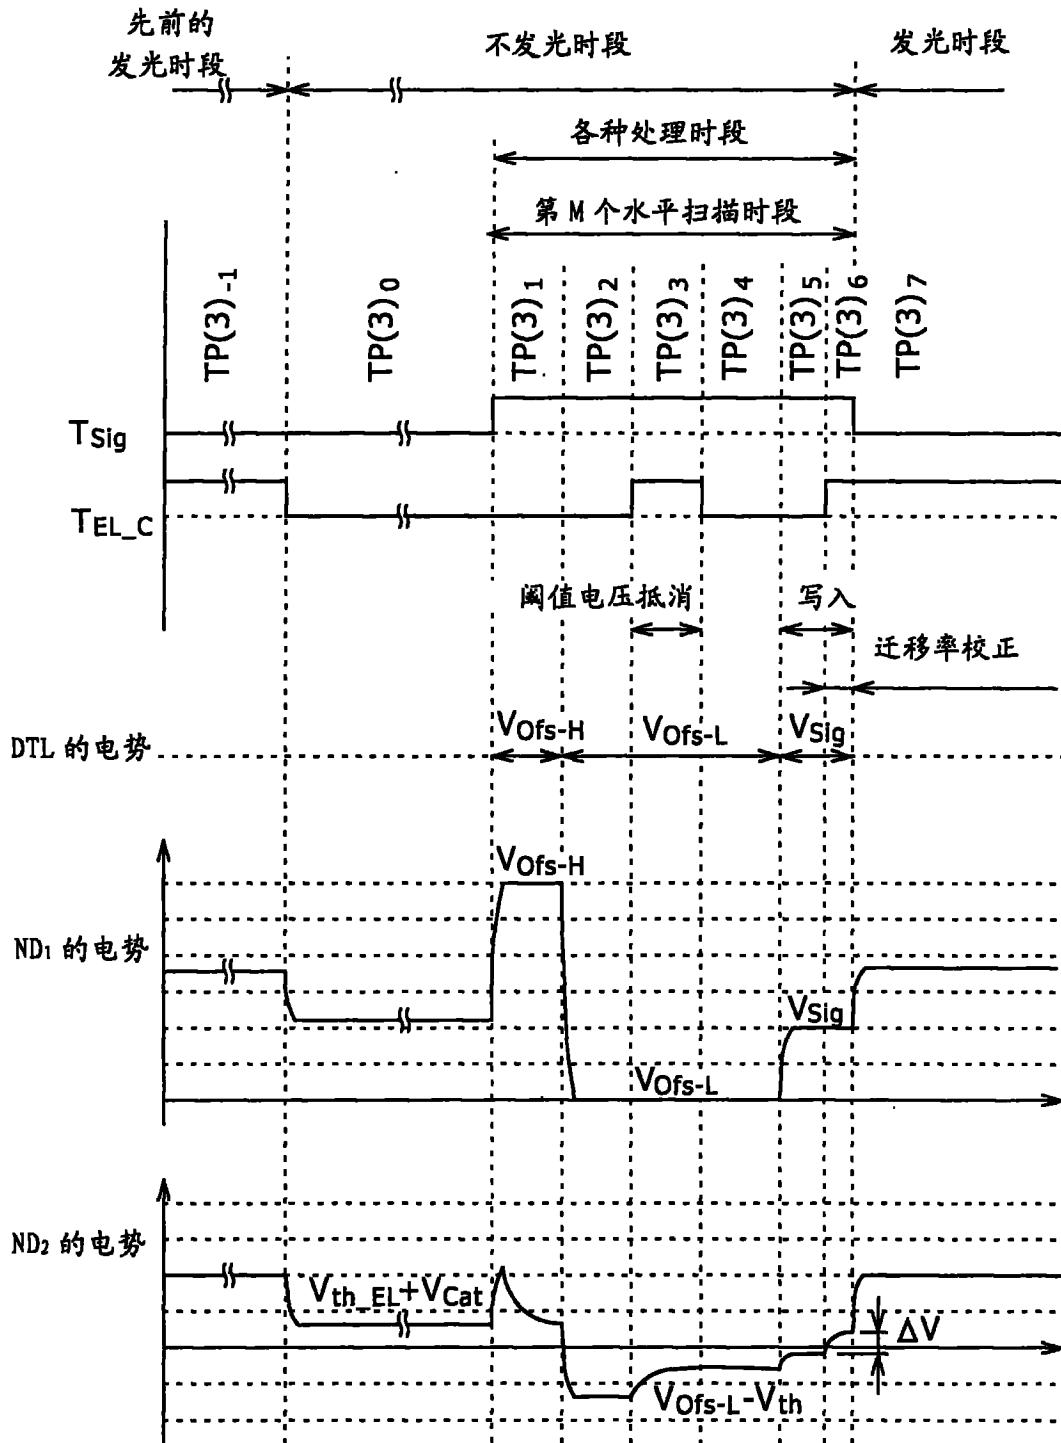 先前的
发光时段
不发光时段
发光时段
各种处理时段
第 M 个水平扫描时段
TP(3)-1
TP(3)0
TP(3)1
TP(3)2
TP(3)3
TP(3)4
TP(3)5
TP(3)6
TP(3)7
TSig
TEL_C
阈值电压抵消
写入
迁移率校正
DTL 的电势
VOfs-H
VOfs-L
VSig
VOfs-H
ND1 的电势
VSig
VOfs-L
ND2 的电势
Vth_EL+VCat
ΔV
VOfs-L-Vth